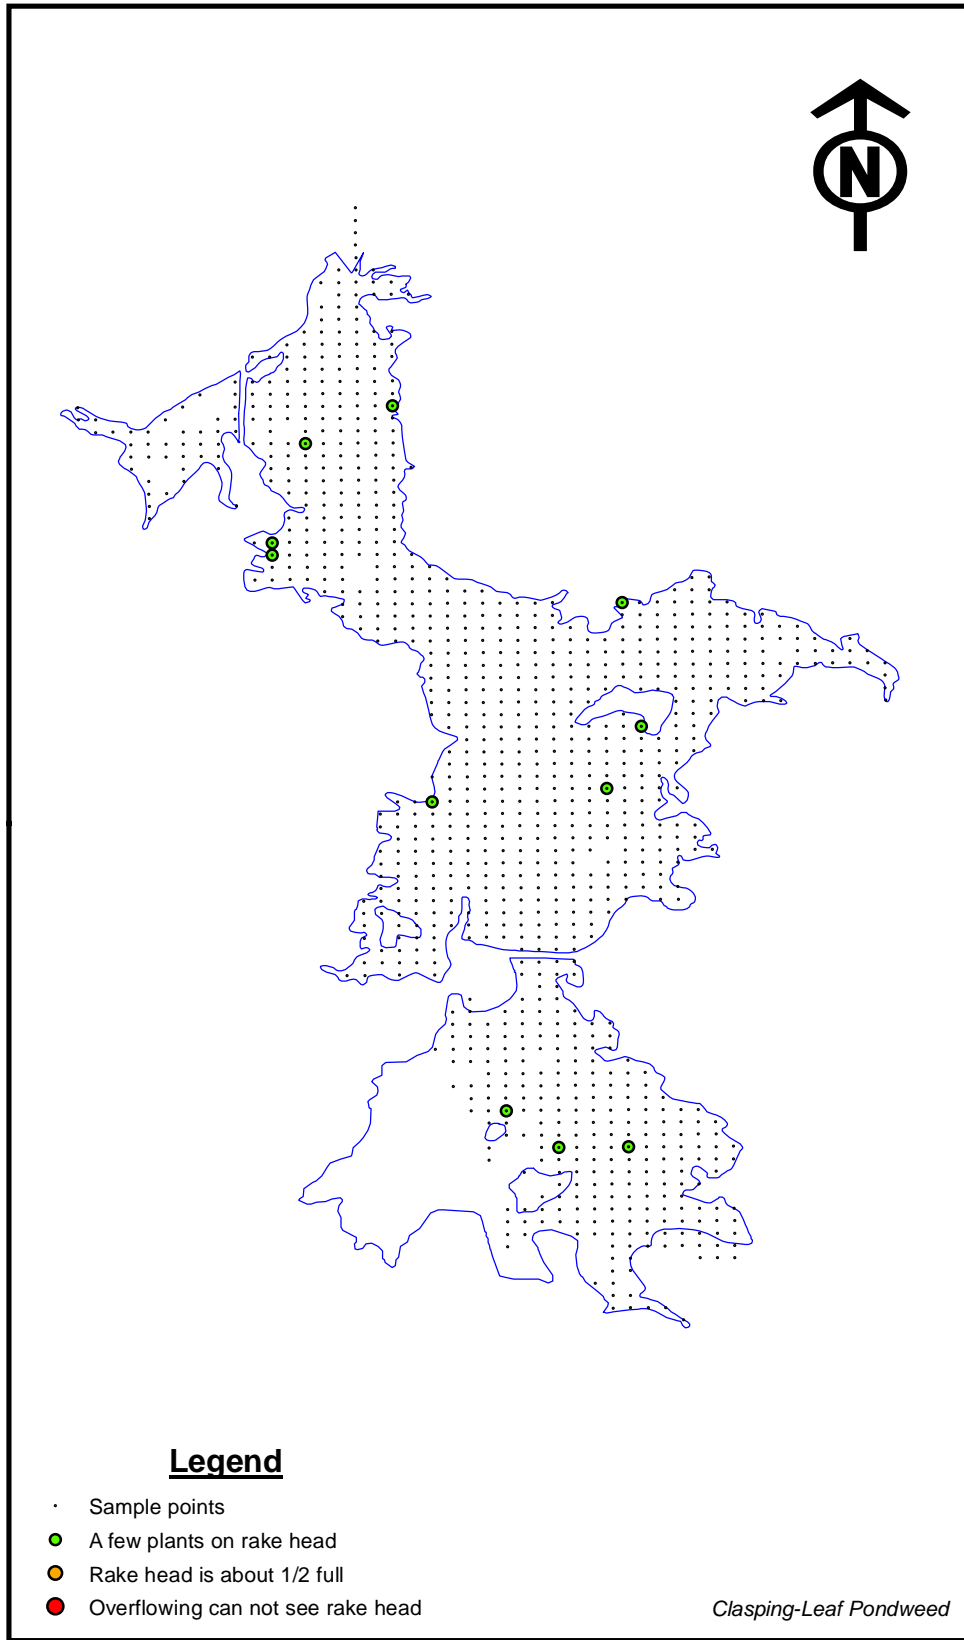 N
Legend
Sample points
A few plants on rake head
Rake head is about 1/2 full
Overflowing can not see rake head
Clasping-Leaf Pondweed